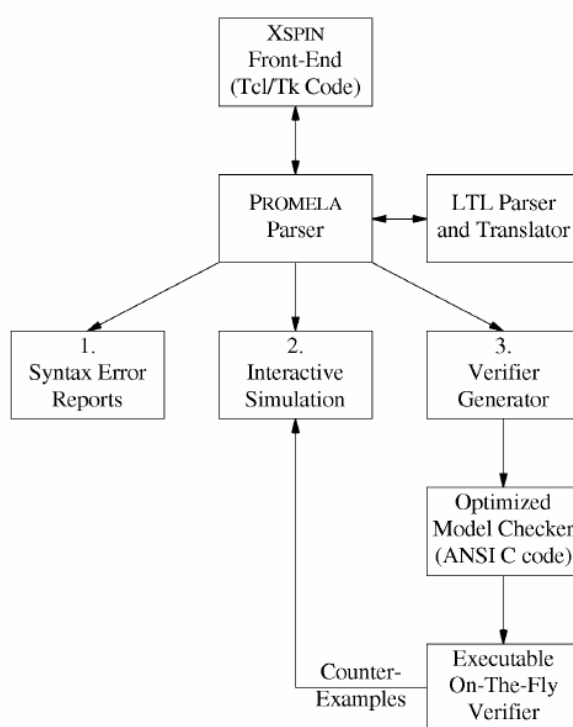 XSPIN
Front-End
(Tcl/Tk Code)
PROMELA
Parser
LTL Parser
and Translator
1.
Syntax Error
Reports
2.
Interactive
Simulation
3.
Verifier
Generator
Optimized
Model Checker
(ANSI C code)
Counter-
Examples
Executable
On-The-Fly
Verifier